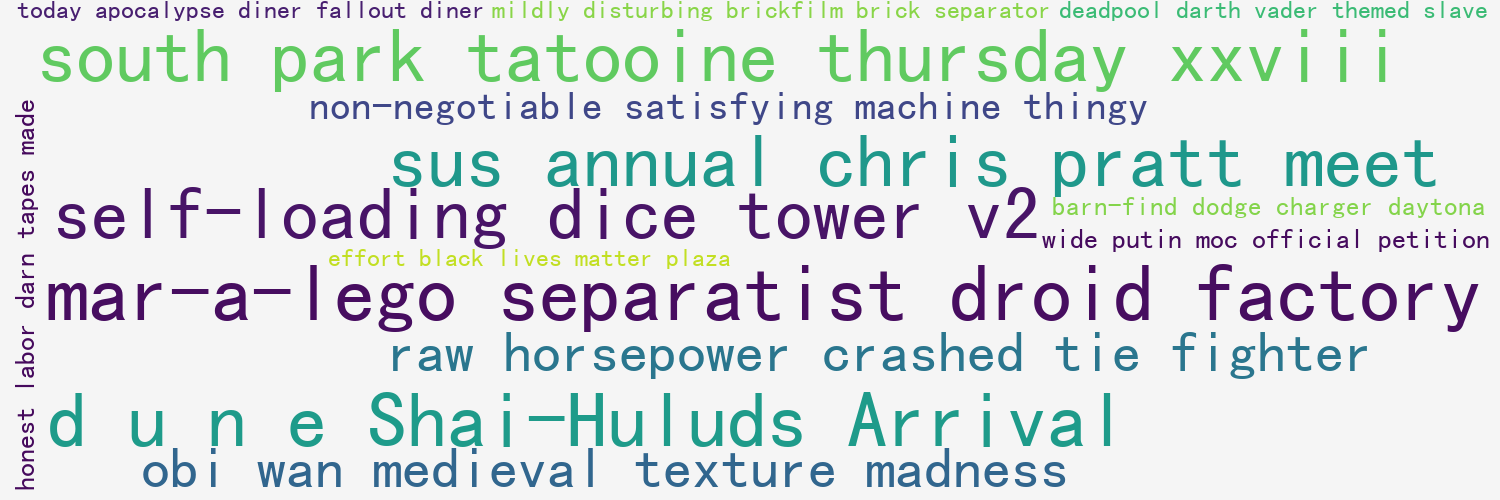 today apocalypse diner fallout diner
mildly disturbing brickfilm brick separator
deadpool darth vader themed slave
south park tatooine thursday xxviii
non-negotiable satisfying machine thingy
sus annual chris pratt meet
self-loading dice tower v2
barn-find dodge charger daytona
wide putin moc official petition
effort black lives matter plaza
mar-a-lego separatist droid factory
raw horsepower crashed tie fighter
d u n e Shai-Huluds Arrival
obi wan medieval texture madness
honest labor darn tapes made